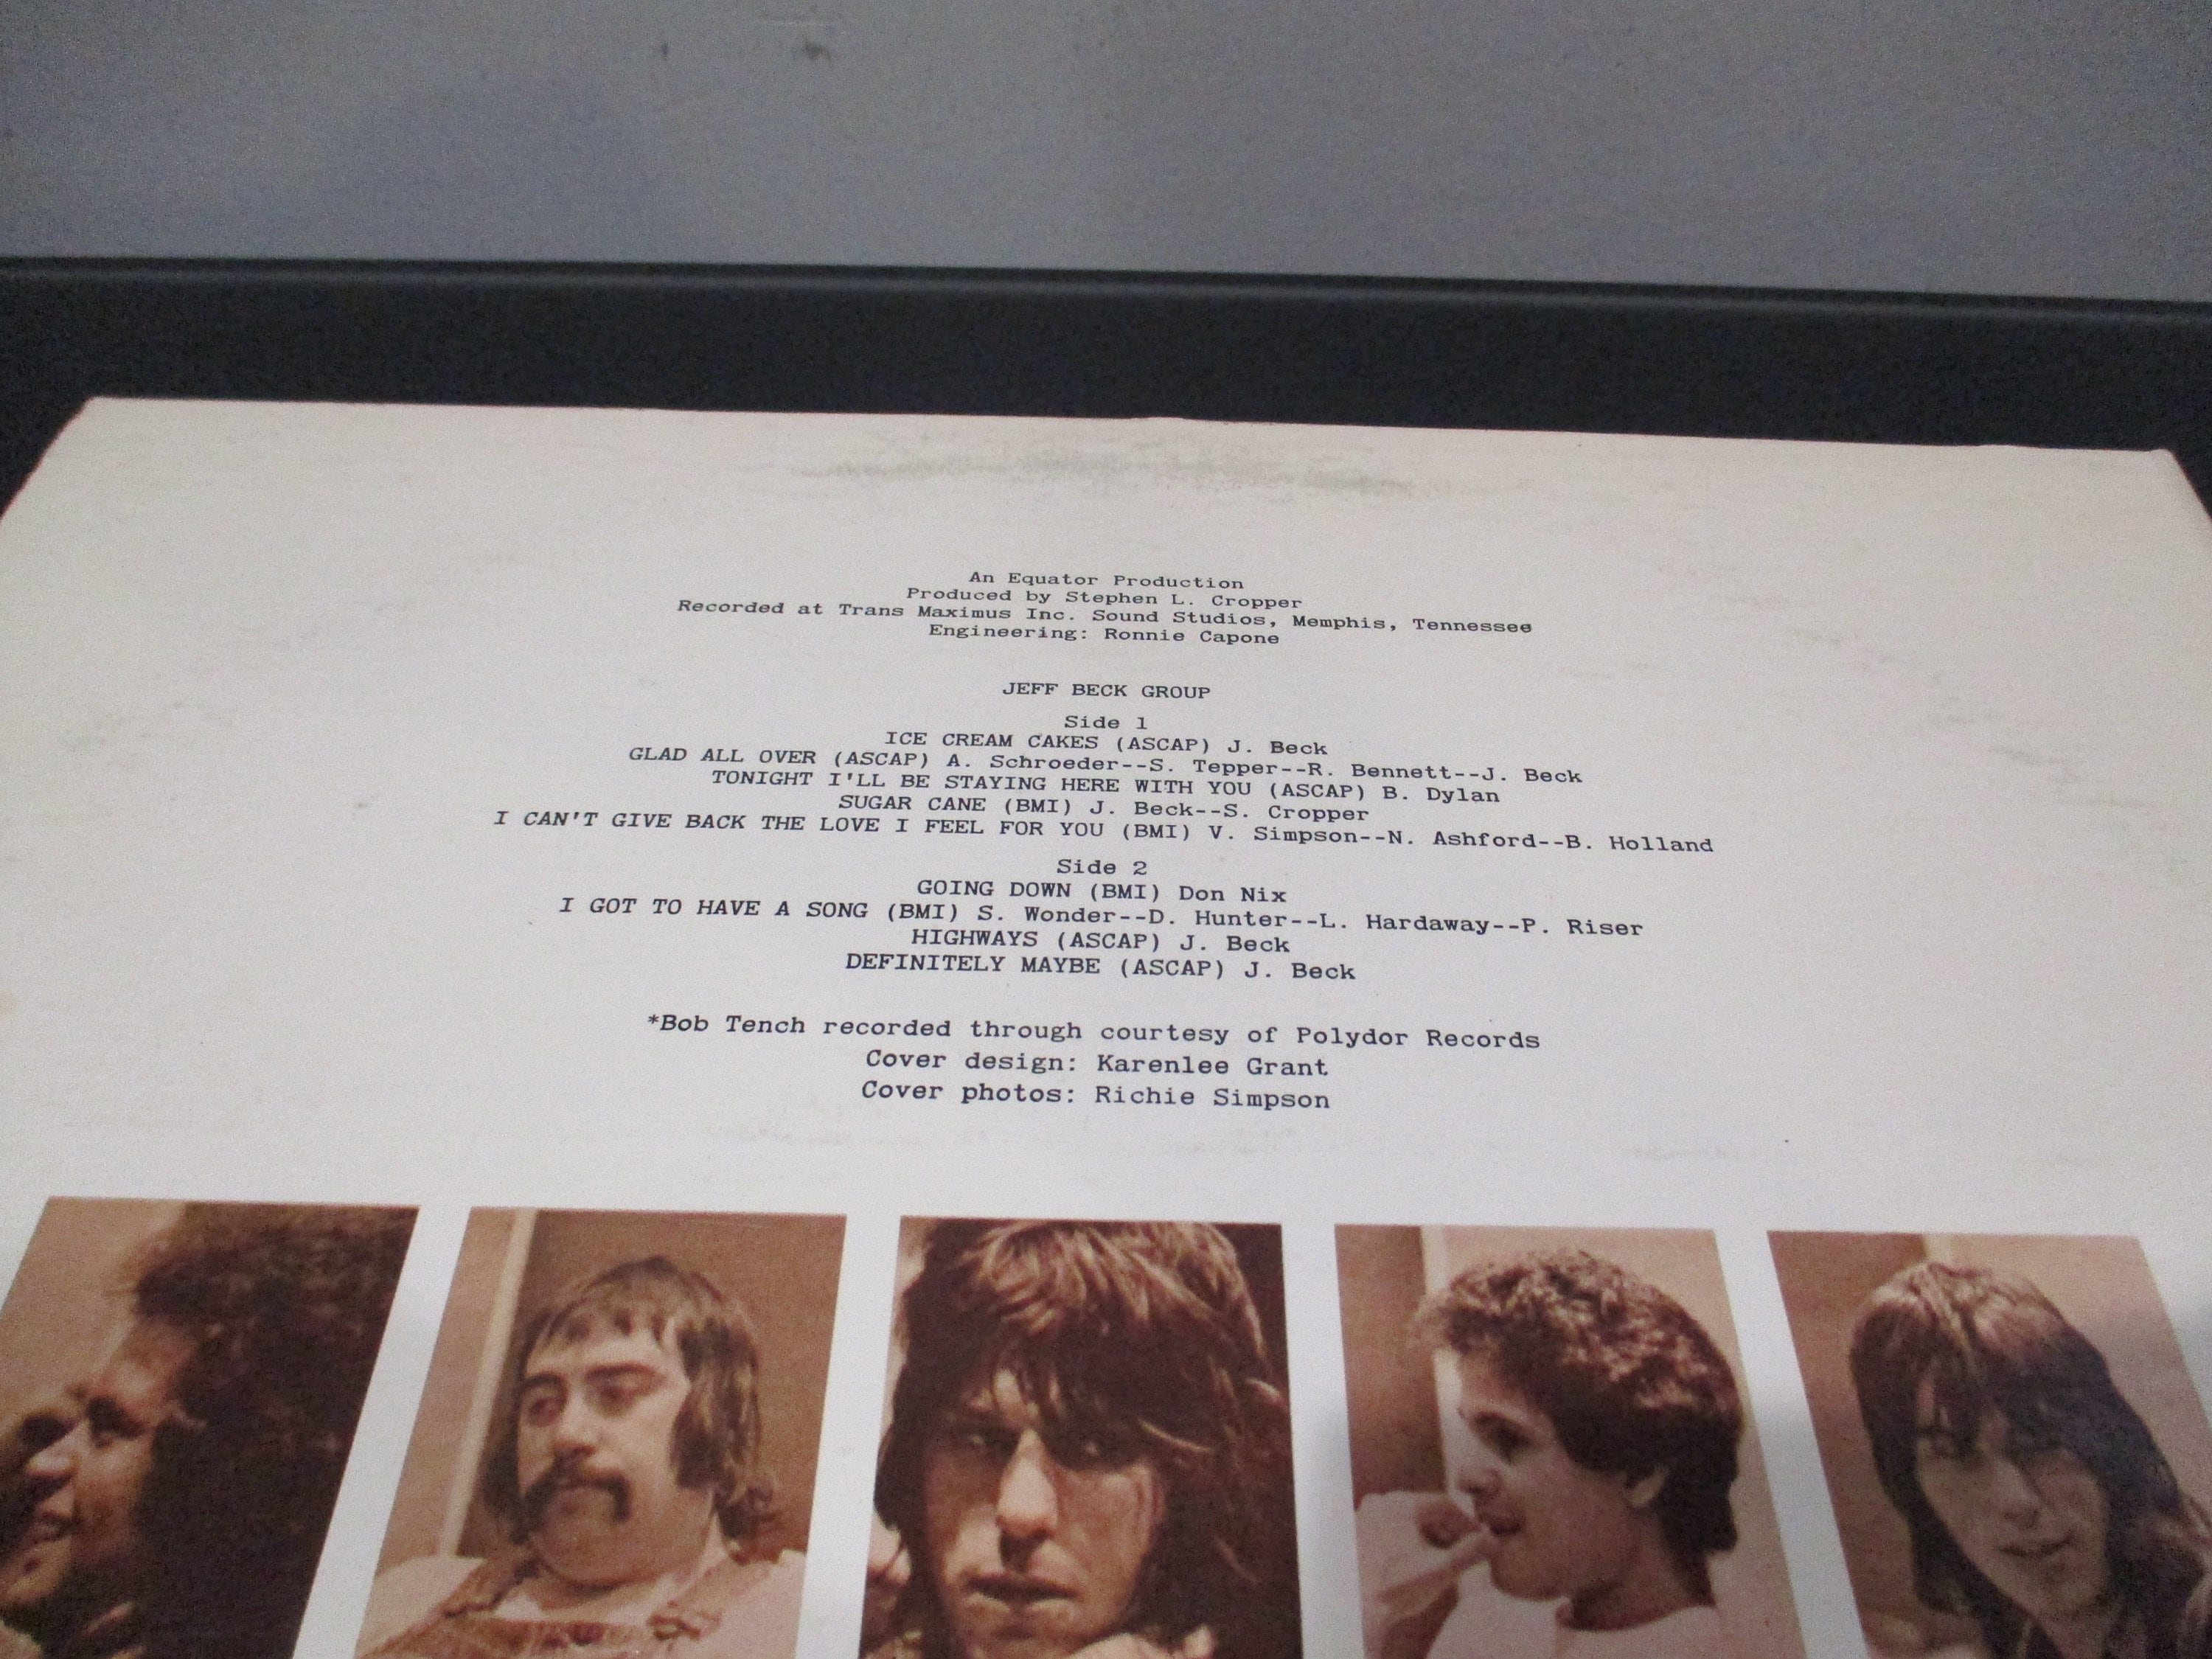 An Equator Production
Produced by Stephen L. Cropper
Recorded at Trans Maximus Inc. Sound Studios, Memphis, Tennessee
Engineering: Ronnie Capone
JEFF BECK GROUP
Side 1
ICE CREAM CAKES (ASCAP) J. Beck
GLAD ALL OVER (ASCAP) A. Schroeder--S. Tepper--R. Bennett--J. Beck
TONIGHT I'LL BE STAYING HERE WITH YOU (ASCAP) B. Dylan
SUGAR CANE (BMI) J. Beck--S. Cropper
I CAN'T GIVE BACK THE LOVE I FEEL FOR YOU (BMI) V. Simpson--N. Ashford--B. Holland
Side 2
GOING DOWN (BMI) Don Nix
I GOT TO HAVE A SONG (BMI) S. Wonder--D. Hunter--L. Hardaway--P. Riser
HIGHWAYS (ASCAP) J. Beck
DEFINITELY MAYBE (ASCAP) J. Beck
*Bob Tench recorded through courtesy of Polydor Records
Cover design: Karenlee Grant
Cover photos: Richie Simpson